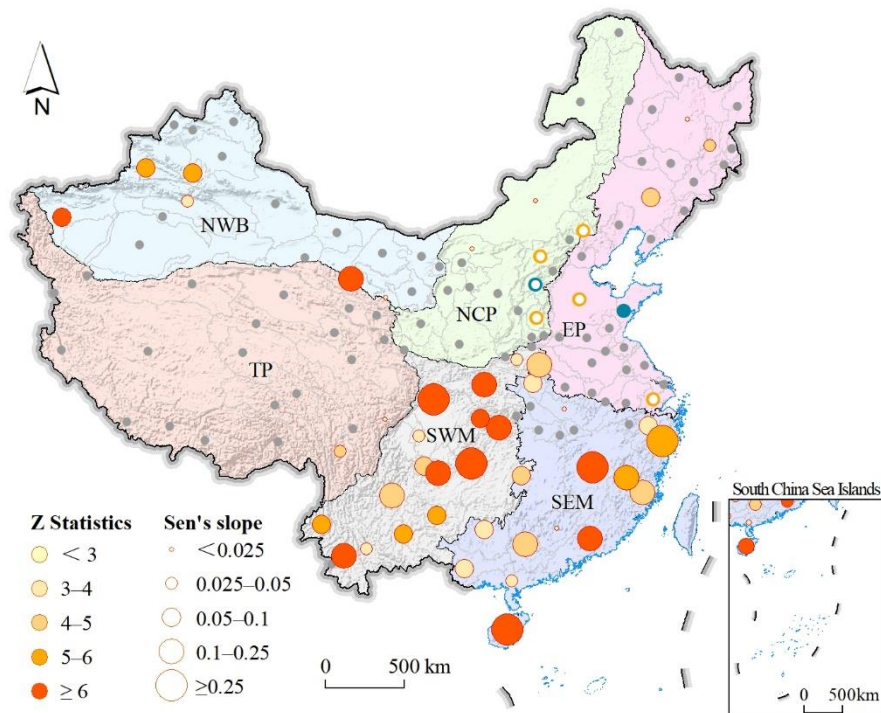 N
NWB
NCP
EP
TP
SWM
SEM
South China Sea Islands
0 500km
Z Statistics
< 3
3–4
4–5
5–6
≥ 6
Sen's slope
<0.025
0.025–0.05
0.05–0.1
0.1–0.25
≥0.25
0 500 km